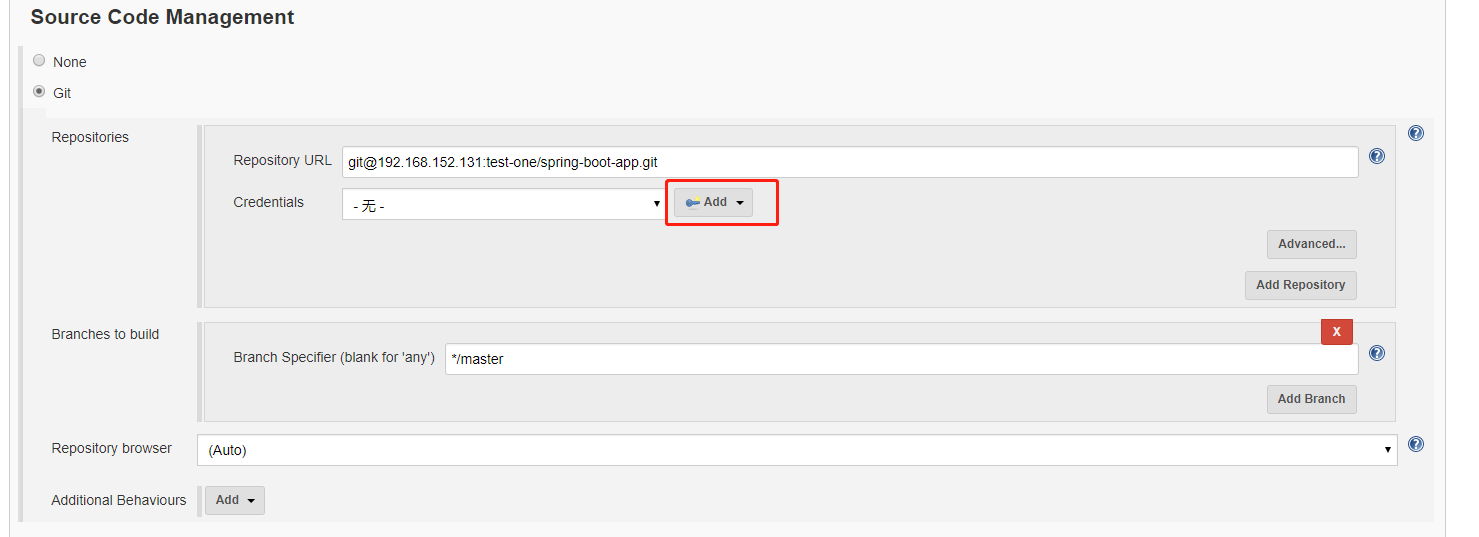 Source Code Management
None
Git
Repositories
Repository URL git@192.168.152.131:test-one/spring-boot-app.git
Credentials - 无 - Add
Advanced...
Add Repository
Branches to build
X
Branch Specifier (blank for 'any') */master
Add Branch
Repository browser (Auto)
Additional Behaviours Add